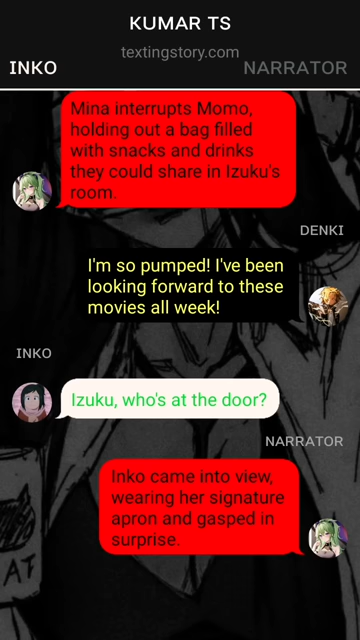 KUMAR TS
textingstory.com
INKO
NARRATOR
Mina interrupts Momo,
holding out a bag filled
with snacks and drinks
they could share in Izuku's
room.
DENKI
I'm so pumped! I've been
looking forward to these
movies all week!
INKO
Izuku, who's at the door?
NARRATOR
Inko came into view,
wearing her signature
apron and gasped in
surprise.